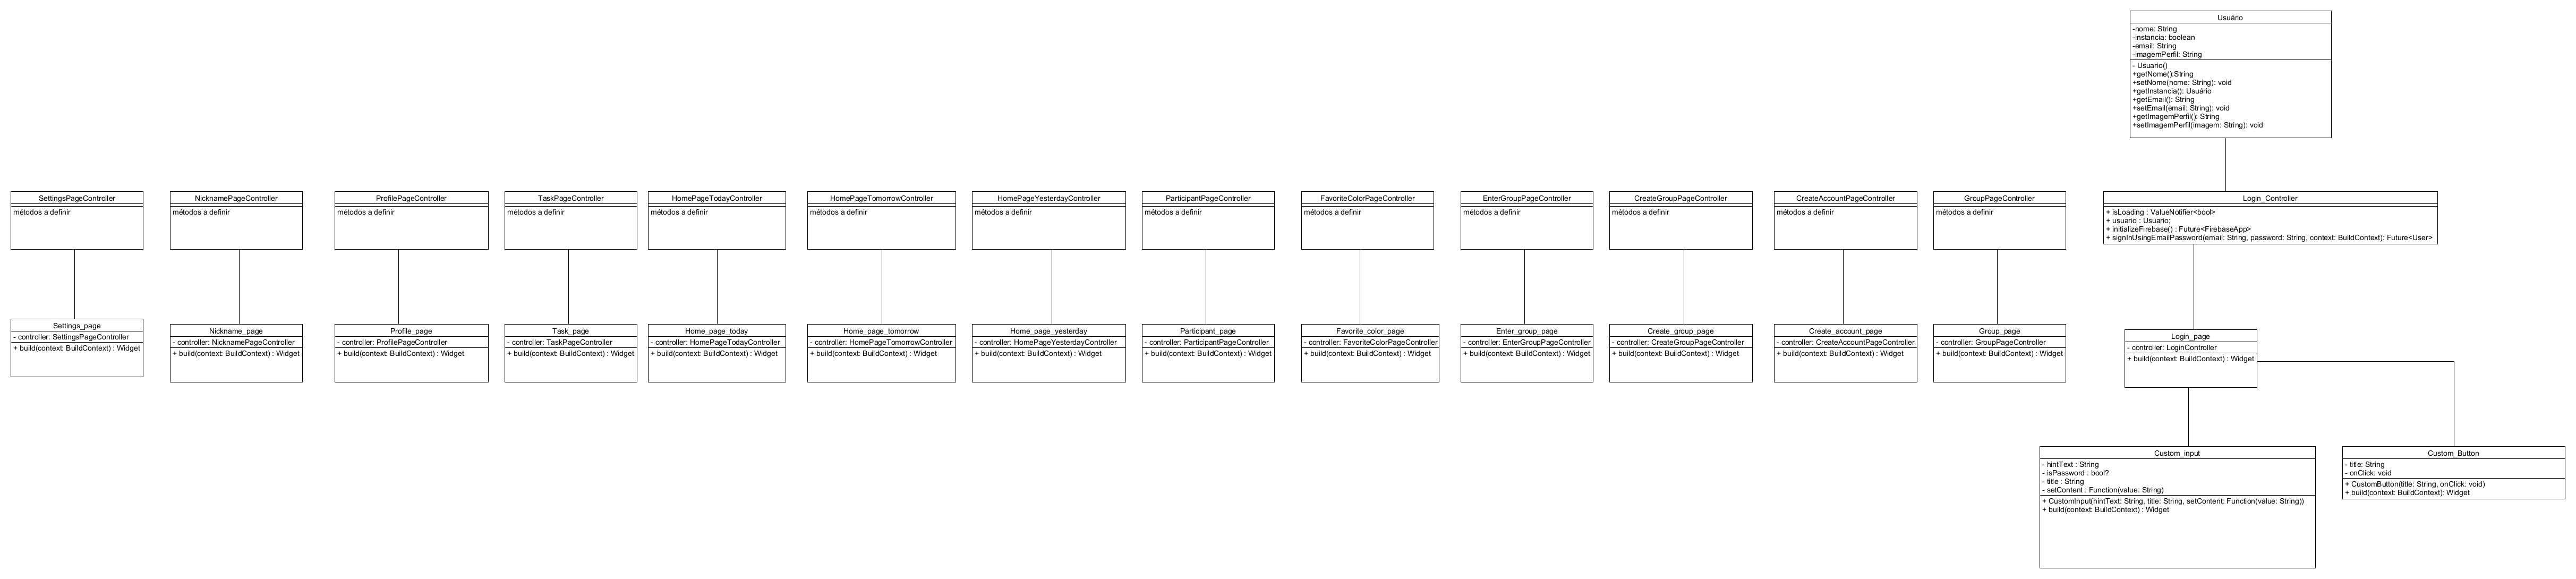 Usuário
-nome: String
-instancia: boolean
-email: String
-imagemPerfil: String
- Usuario()
+getNome():String
+setNome(nome: String): void
+getInstancia(): Usuário
+getEmail(): String
+setEmail(email: String): void
+getImagemPerfil(): String
+setImagemPerfil(imagem: String): void
SettingsPageController
métodos a definir
NicknamePageController
métodos a definir
ProfilePageController
métodos a definir
TaskPageController
métodos a definir
HomePageTodayController
métodos a definir
HomePageTomorrowController
métodos a definir
HomePageYesterdayController
métodos a definir
ParticipantPageController
métodos a definir
FavoriteColorPageController
métodos a definir
EnterGroupPageController
métodos a definir
CreateGroupPageController
métodos a definir
CreateAccountPageController
métodos a definir
GroupPageController
métodos a definir
Login_Controller
+ isLoading : ValueNotifier<bool>
+ usuario : Usuario;
+ initializeFirebase() : Future<FirebaseApp>
+ signInUsingEmailPassword(email: String, password: String, context: BuildContext): Future<User>
Settings_page
- controller: SettingsPageController
+ build(context: BuildContext) : Widget
Nickname_page
- controller: NicknamePageController
+ build(context: BuildContext) : Widget
Profile_page
- controller: ProfilePageController
+ build(context: BuildContext) : Widget
Task_page
- controller: TaskPageController
+ build(context: BuildContext) : Widget
Home_page_today
- controller: HomePageTodayController
+ build(context: BuildContext) : Widget
Home_page_tomorrow
- controller: HomePageTomorrowController
+ build(context: BuildContext) : Widget
Home_page_yesterday
- controller: HomePageYesterdayController
+ build(context: BuildContext) : Widget
Participant_page
- controller: ParticipantPageController
+ build(context: BuildContext) : Widget
Favorite_color_page
- controller: FavoriteColorPageController
+ build(context: BuildContext) : Widget
Enter_group_page
- controller: EnterGroupPageController
+ build(context: BuildContext) : Widget
Create_group_page
- controller: CreateGroupPageController
+ build(context: BuildContext) : Widget
Create_account_page
- controller: CreateAccountPageController
+ build(context: BuildContext) : Widget
Group_page
- controller: GroupPageController
+ build(context: BuildContext) : Widget
Login_page
- controller: LoginController
+ build(context: BuildContext) : Widget
Custom_input
- hintText : String
- isPassword : bool?
- title : String
- setContent : Function(value: String)
+ CustomInput(hintText: String, title: String, setContent: Function(value: String))
+ build(context: BuildContext) : Widget
Custom_Button
- title: String
- onClick: void
+ CustomButton(title: String, onClick: void)
+ build(context: BuildContext): Widget